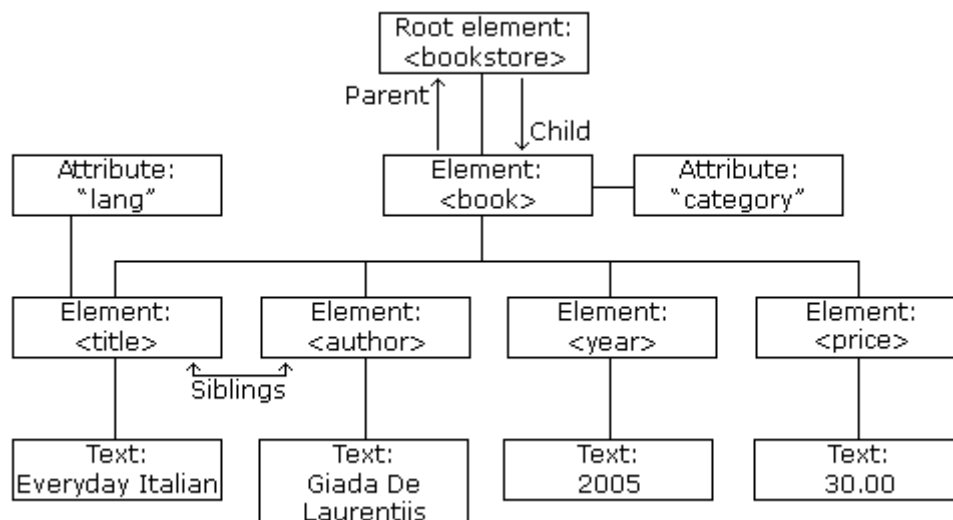 Root element:
<bookstore>
Parent
Child
Attribute:
“lang”
Element:
<book>
Attribute:
“category”
Element:
<title>
Element:
<author>
Element:
<year>
Element:
<price>
Siblings
Text:
Everyday Italian
Text:
Giada De
Laurentiis
Text:
2005
Text:
30.00